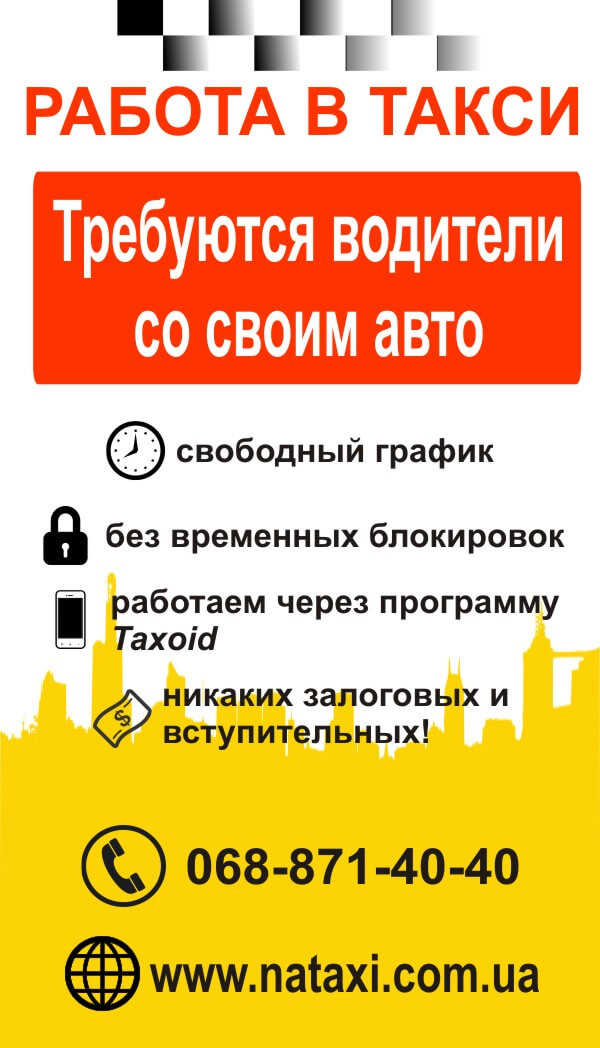 РАБОТА В ТАКСИ
Требуются водители
со своим авто
свободный график
без временных блокировок
работаем через программу
Taxoid
никаких залоговых и
вступительных!
068-871-40-40
www.nataxi.com.ua